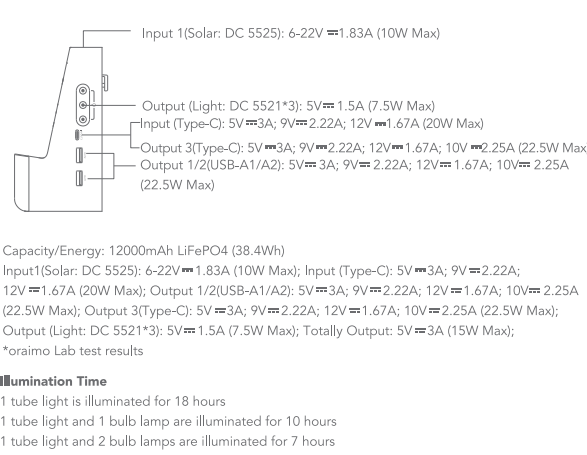 Input 1(Solar: DC 5525): 6-22V ⎓1.83A (10W Max)
Output (Light: DC 5521*3): 5V⎓ 1.5A (7.5W Max)
Input (Type-C): 5V⎓3A; 9V⎓2.22A; 12V ⎓1.67A (20W Max)
Output 3(Type-C): 5V ⎓3A; 9V⎓2.22A; 12V⎓1.67A; 10V ⎓2.25A (22.5W Max
Output 1/2(USB-A1/A2): 5V⎓ 3A; 9V⎓ 2.22A; 12V⎓ 1.67A; 10V⎓ 2.25A
(22.5W Max)
Capacity/Energy: 12000mAh LiFePO4 (38.4Wh)
Input1(Solar: DC 5525): 6-22V⎓1.83A (10W Max); Input (Type-C): 5V ⎓3A; 9V⎓2.22A;
12V ⎓1.67A (20W Max); Output 1/2(USB-A1/A2): 5V⎓3A; 9V⎓2.22A; 12V ⎓1.67A; 10V⎓ 2.25A
(22.5W Max); Output 3(Type-C): 5V ⎓3A; 9V⎓2.22A; 12V⎓1.67A; 10V⎓2.25A (22.5W Max);
Output (Light: DC 5521*3): 5V⎓1.5A (7.5W Max); Totally Output: 5V⎓3A (15W Max);
*oraimo Lab test results
Illumination Time
1 tube light is illuminated for 18 hours
1 tube light and 1 bulb lamp are illuminated for 10 hours
1 tube light and 2 bulb lamps are illuminated for 7 hours